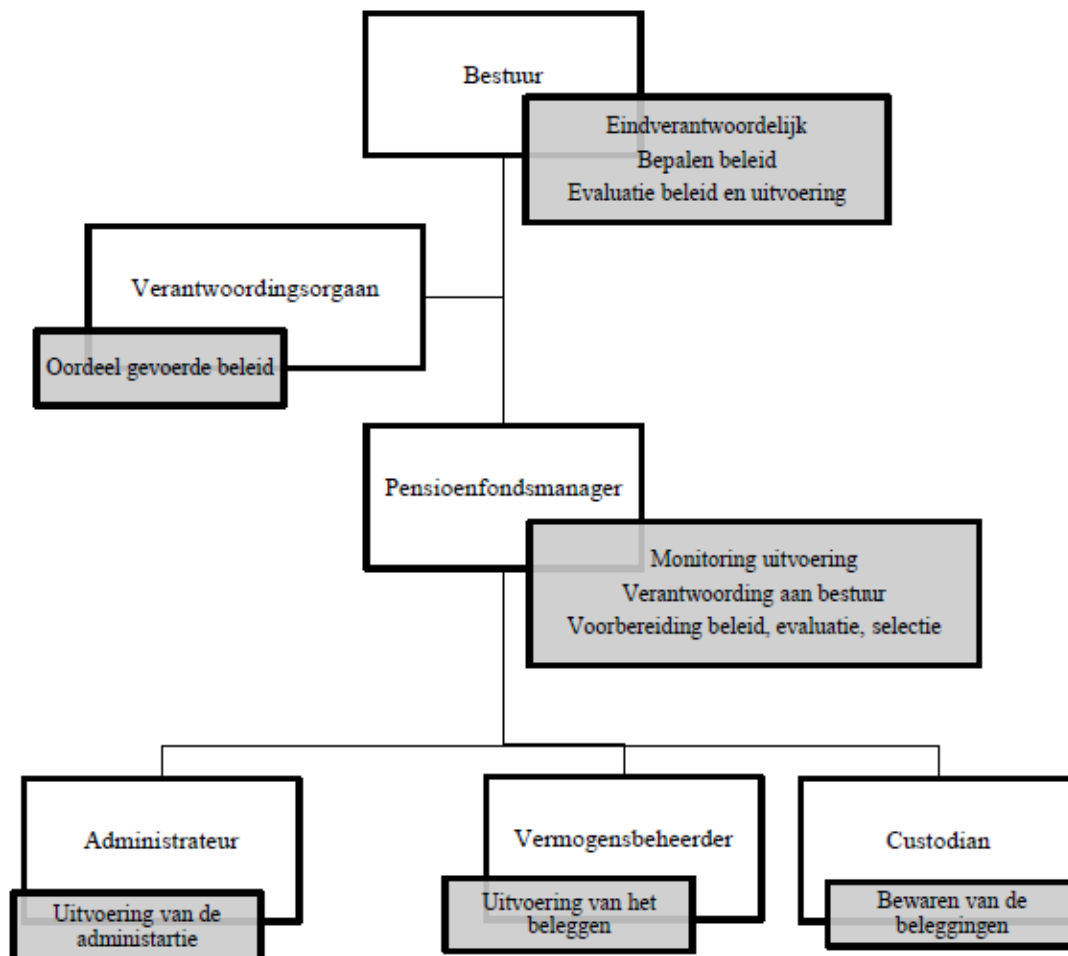 Bestuur
Eindverantwoordelijk
Bepalen beleid
Evaluatie beleid en uitvoering
Verantwoordingsorgaan
Oordeel gevoerde beleid
Pensioenfondsmanager
Monitoring uitvoering
Verantwoording aan bestuur
Voorbereiding beleid, evaluatie, selectie
Administrateur
Uitvoering van de
administartie
Vermogensbeheerder
Uitvoering van het
beleggen
Custodian
Bewaren van de
beleggingen